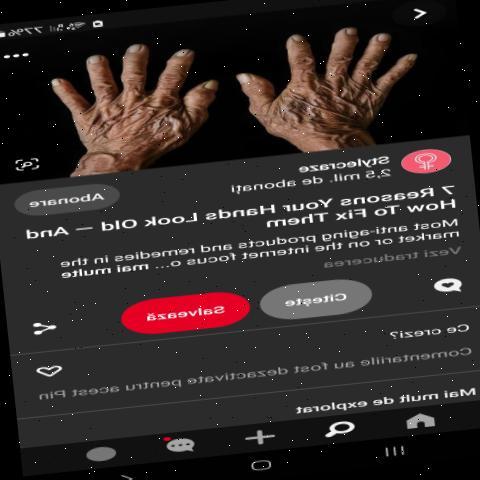 77%
Stylecraze
2,5 mil. de abonați
Abonare
7 Reasons Your Hands Look Old — And
How To Fix Them
Most anti-aging products and remedies in the
market or on the internet focus o... mai multe
Vezi traducerea
Citește
Salvează
Ce crezi?
Comentariile au fost dezactivate pentru acest Pin
Mai mult de explorat